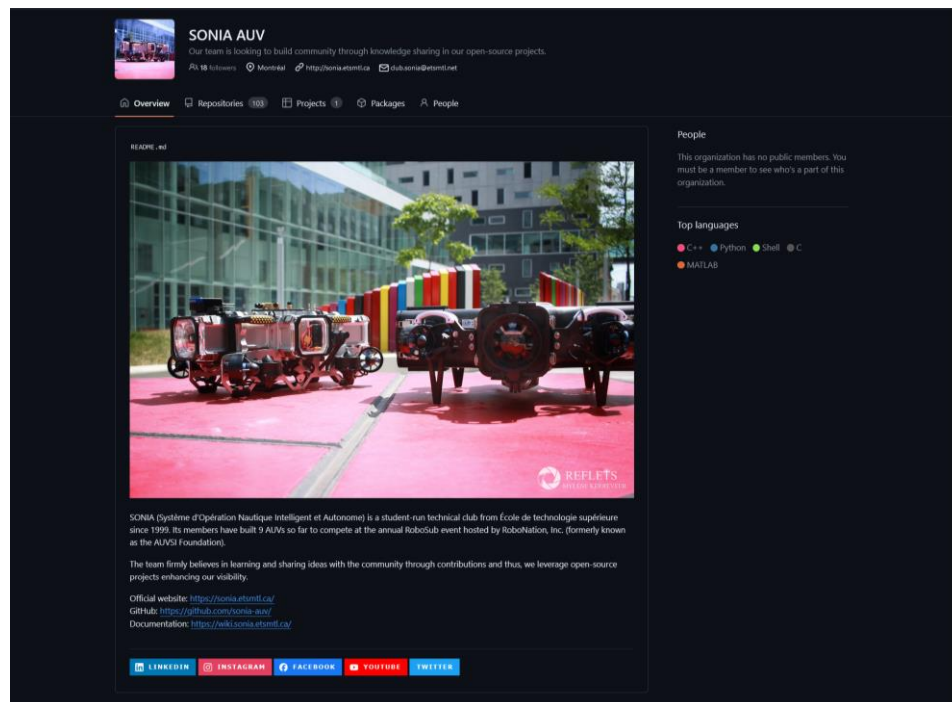 SONIA AUV
Our team is looking to build community through knowledge sharing in our open-source projects.
18 followers Montréal http://sonia.etsmtl.ca club.sonia@etsmtl.net
Overview Repositories 103 Projects 1 Packages People
README.md
REFLETS
SONIA (Système d'Opération Nautique Intelligent et Autonome) is a student-run technical club from École de technologie supérieure
since 1999. Its members have built 9 AUVs so far to compete at the annual RoboSub event hosted by RoboNation, Inc. (formerly known
as the AUVSI Foundation).
The team firmly believes in learning and sharing ideas with the community through contributions and thus, we leverage open-source
projects enhancing our visibility.
Official website: https://sonia.etsmtl.ca/
GitHub: https://github.com/sonia-auv/
Documentation: https://wiki.sonia.etsmtl.ca/
LINKEDIN INSTAGRAM FACEBOOK YOUTUBE TWITTER
People
This organization has no public members. You
must be a member to see who's a part of this
organization.
Top languages
C++ Python Shell C
MATLAB